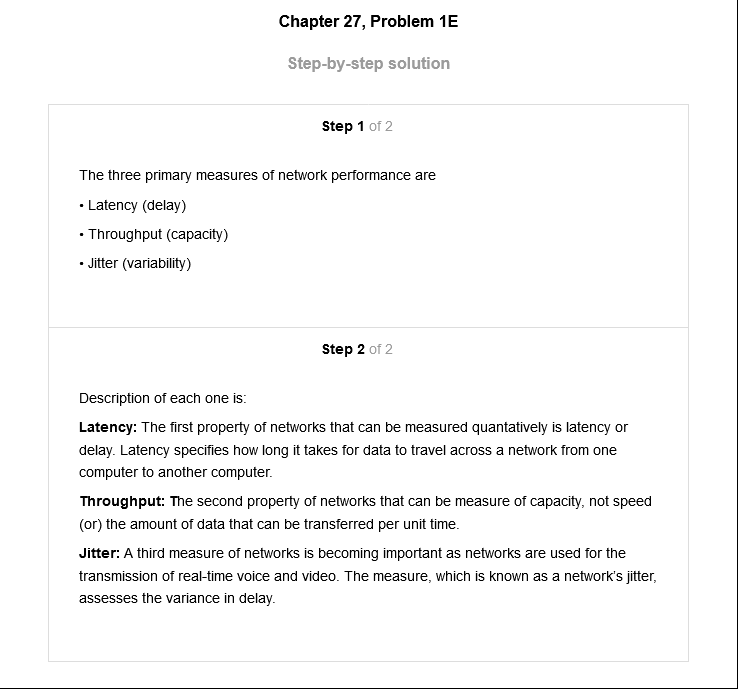 Chapter 27, Problem 1E
Step-by-step solution
Step 1 of 2
The three primary measures of network performance are
• Latency (delay)
• Throughput (capacity)
• Jitter (variability)
Step 2 of 2
Description of each one is:
Latency: The first property of networks that can be measured quantatively is latency or
delay. Latency specifies how long it takes for data to travel across a network from one
computer to another computer.
Throughput: The second property of networks that can be measure of capacity, not speed
(or) the amount of data that can be transferred per unit time.
Jitter: A third measure of networks is becoming important as networks are used for the
transmission of real-time voice and video. The measure, which is known as a network's jitter,
assesses the variance in delay.